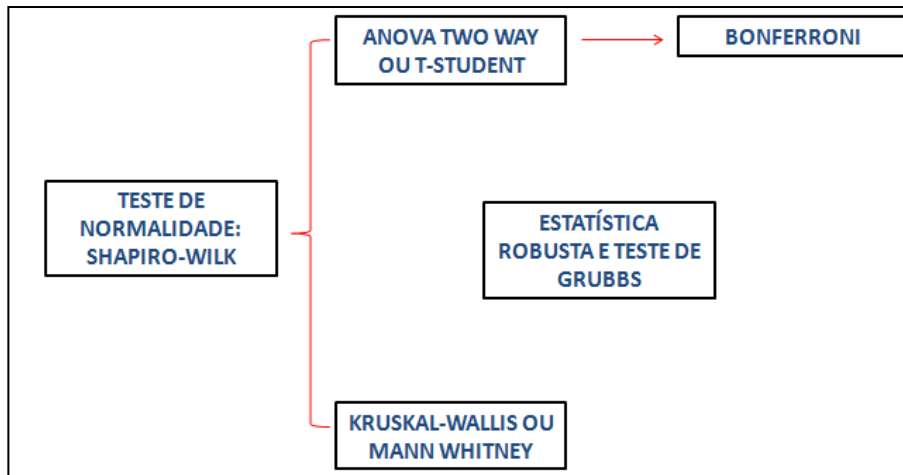 ANOVA TWO WAY
OU T-STUDENT
BONFERRONI
TESTE DE
NORMALIDADE:
SHAPIRO-WILK
ESTATÍSTICA
ROBUSTA E TESTE DE
GRUBBS
KRUSKAL-WALLIS OU
MANN WHITNEY